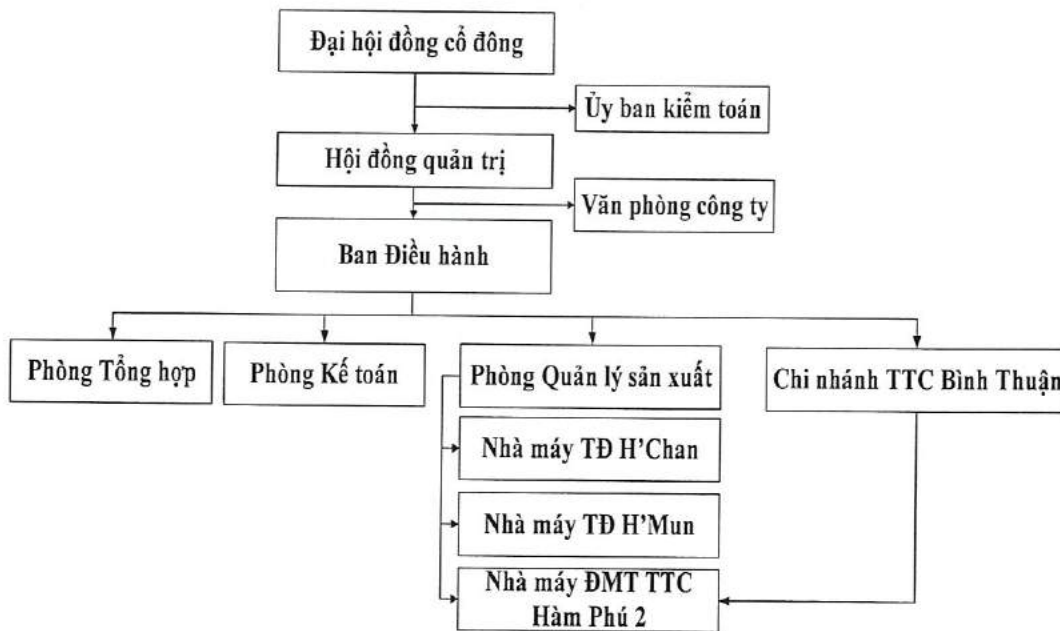 Đại hội đồng cổ đông
Ủy ban kiểm toán
Hội đồng quản trị
Văn phòng công ty
Ban Điều hành
Phòng Tổng hợp
Phòng Kế toán
Phòng Quản lý sản xuất
Chi nhánh TTC Bình Thuận
Nhà máy TĐ H'Chan
Nhà máy TĐ H'Mun
Nhà máy ĐMT TTC
Hàm Phú 2